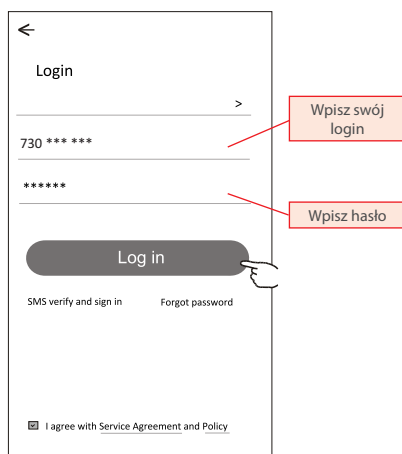 Login
>
Wpisz swój
login
730 *** ***
******
Wpisz hasło
Log in
SMS verify and sign in Forgot password
I agree with Service Agreement and Policy